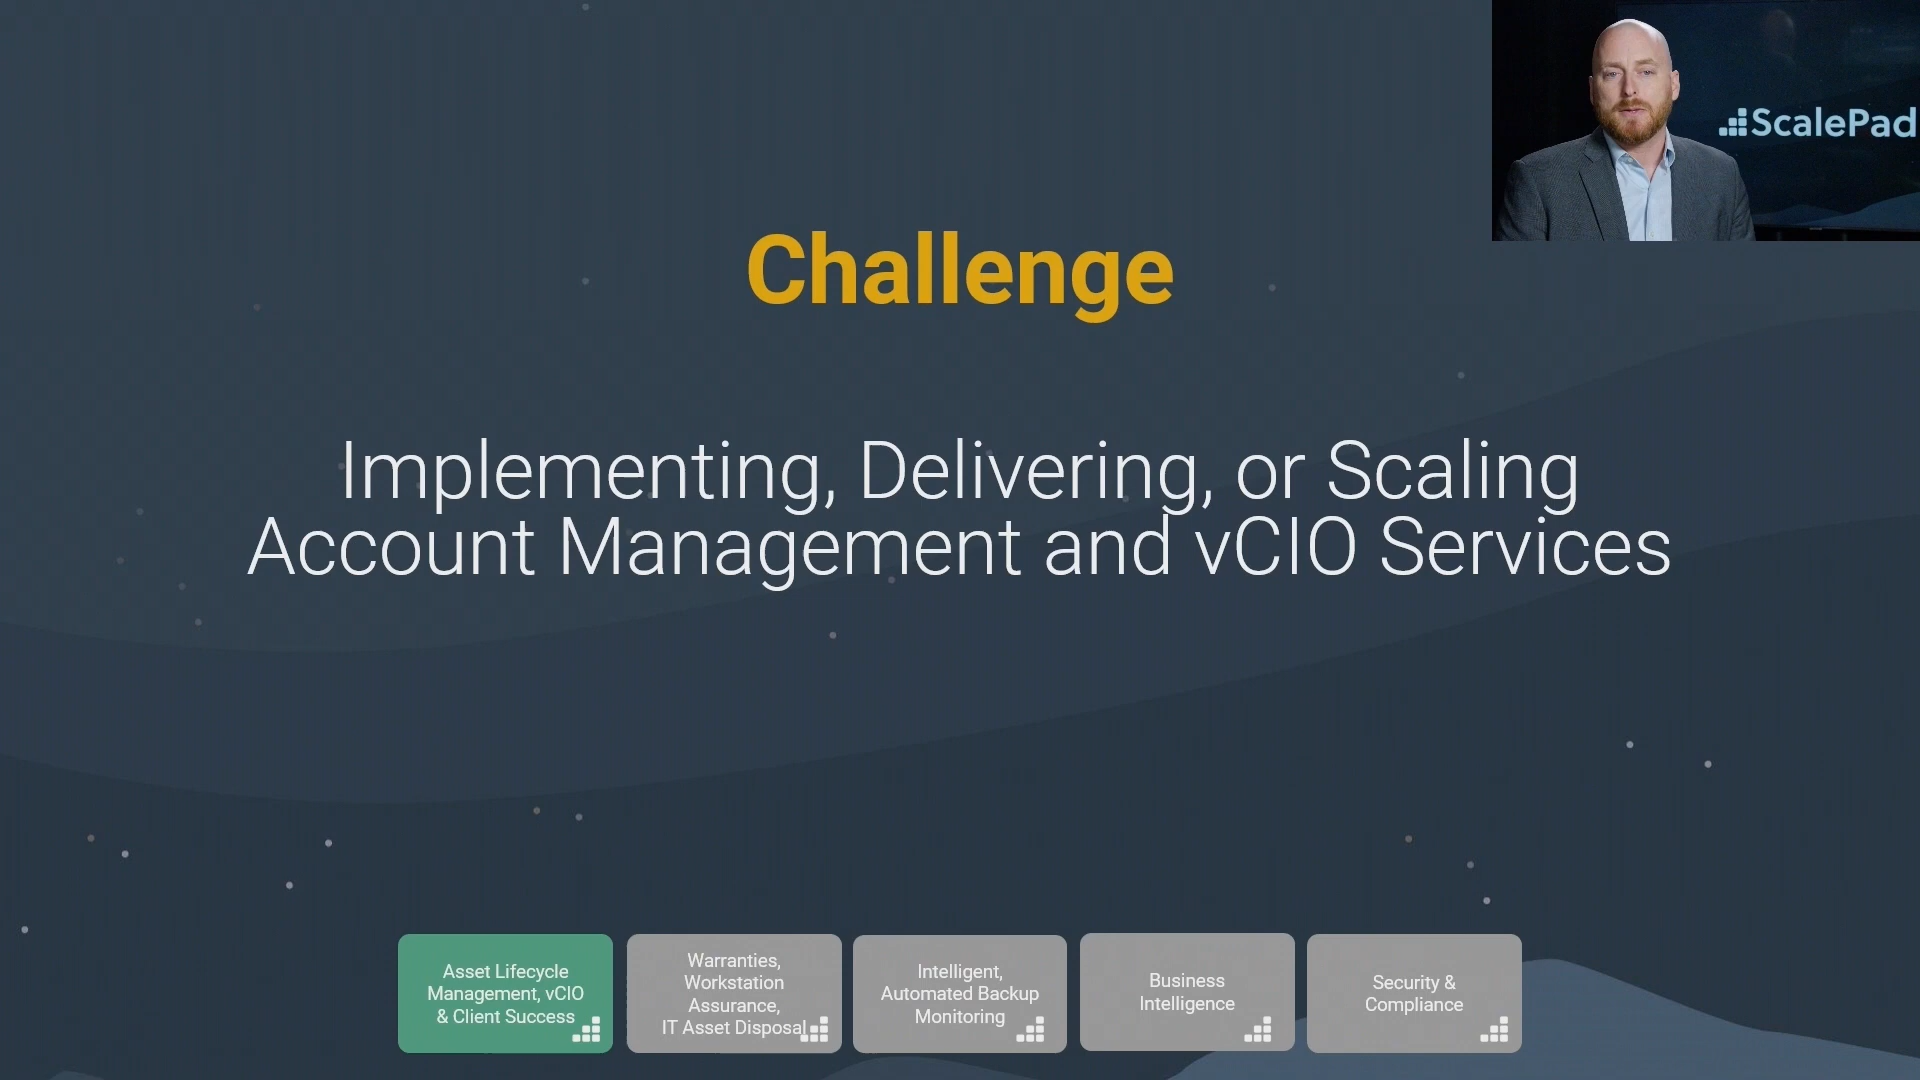 ScalePad
Challenge
Implementing, Delivering, or Scaling
Account Management and vCIO Services
Asset Lifecycle
Management, vCIO
& Client Success
Warranties,
Workstation
Assurance,
IT Asset Disposal
Intelligent,
Automated Backup
Monitoring
Business
Intelligence
Security &
Compliance